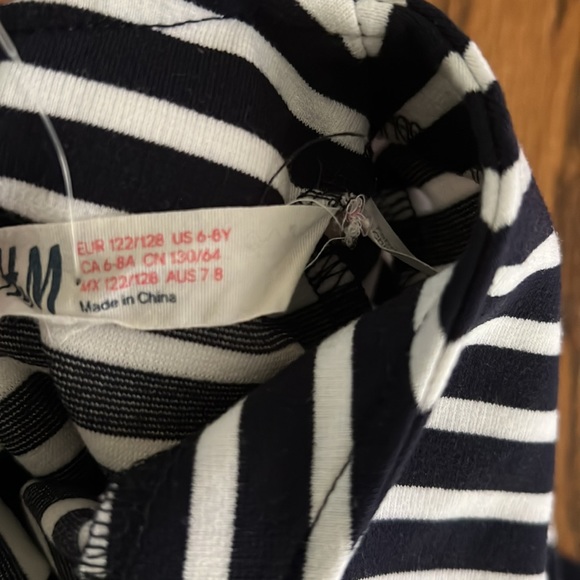 H&M
EUR 122/128 US 6-8Y
CA 6-8A CN 130/64
MX 122/128 AUS 7 8
Made in China